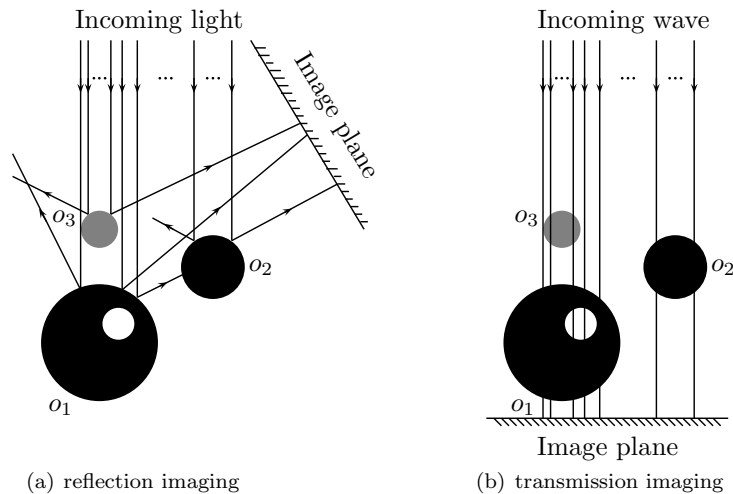 Incoming light
... ... ...
Image plane
o3
o2
o1
(a) reflection imaging
Incoming wave
... ... ...
o3
o2
o1
Image plane
(b) transmission imaging